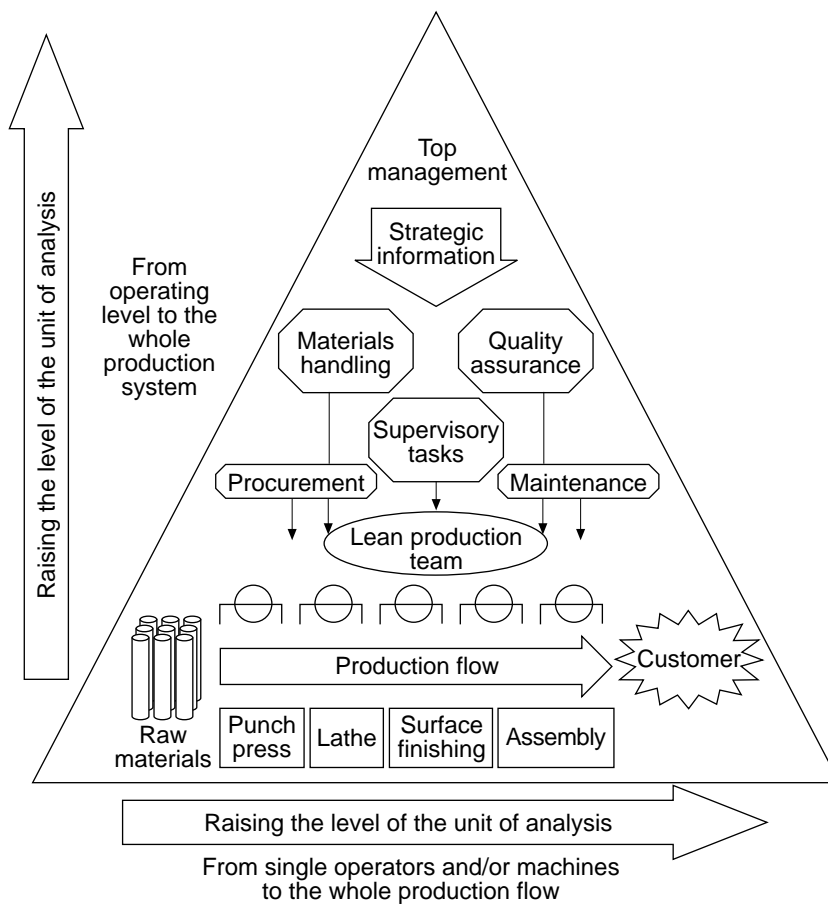 Top
management
Strategic
information
Raising the level of the unit of analysis
From
operating
level to the
whole
production
system
Materials
handling
Quality
assurance
Supervisory
tasks
Procurement
Maintenance
Lean production
team
Production flow
Customer
Raw
materials
Punch
press
Lathe
Surface
finishing
Assembly
Raising the level of the unit of analysis
From single operators and/or machines
to the whole production flow